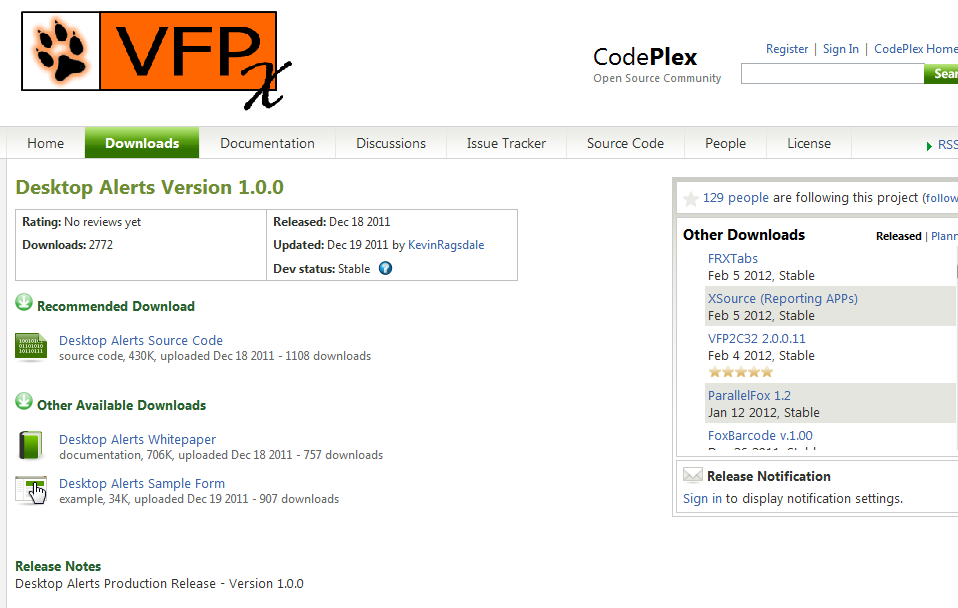 VFPx
CodePlex
Open Source Community
Register | Sign In | CodePlex Home
Sear
Home Downloads Documentation Discussions Issue Tracker Source Code People License RSS
Desktop Alerts Version 1.0.0
Rating: No reviews yet
Downloads: 2772
Released: Dec 18 2011
Updated: Dec 19 2011 by KevinRagsdale
Dev status: Stable ?
Recommended Download
Desktop Alerts Source Code
source code, 430K, uploaded Dec 18 2011 - 1108 downloads
Other Available Downloads
Desktop Alerts Whitepaper
documentation, 706K, uploaded Dec 18 2011 - 757 downloads
Desktop Alerts Sample Form
example, 34K, uploaded Dec 19 2011 - 907 downloads
Release Notes
Desktop Alerts Production Release - Version 1.0.0
129 people are following this project (follow
Other Downloads Released | Plann
FRXTabs
Feb 5 2012, Stable
XSource (Reporting APPs)
Feb 5 2012, Stable
VFP2C32 2.0.0.11
Feb 4 2012, Stable
ParallelFox 1.2
Jan 12 2012, Stable
FoxBarcode v.1.00
Release Notification
Sign in to display notification settings.